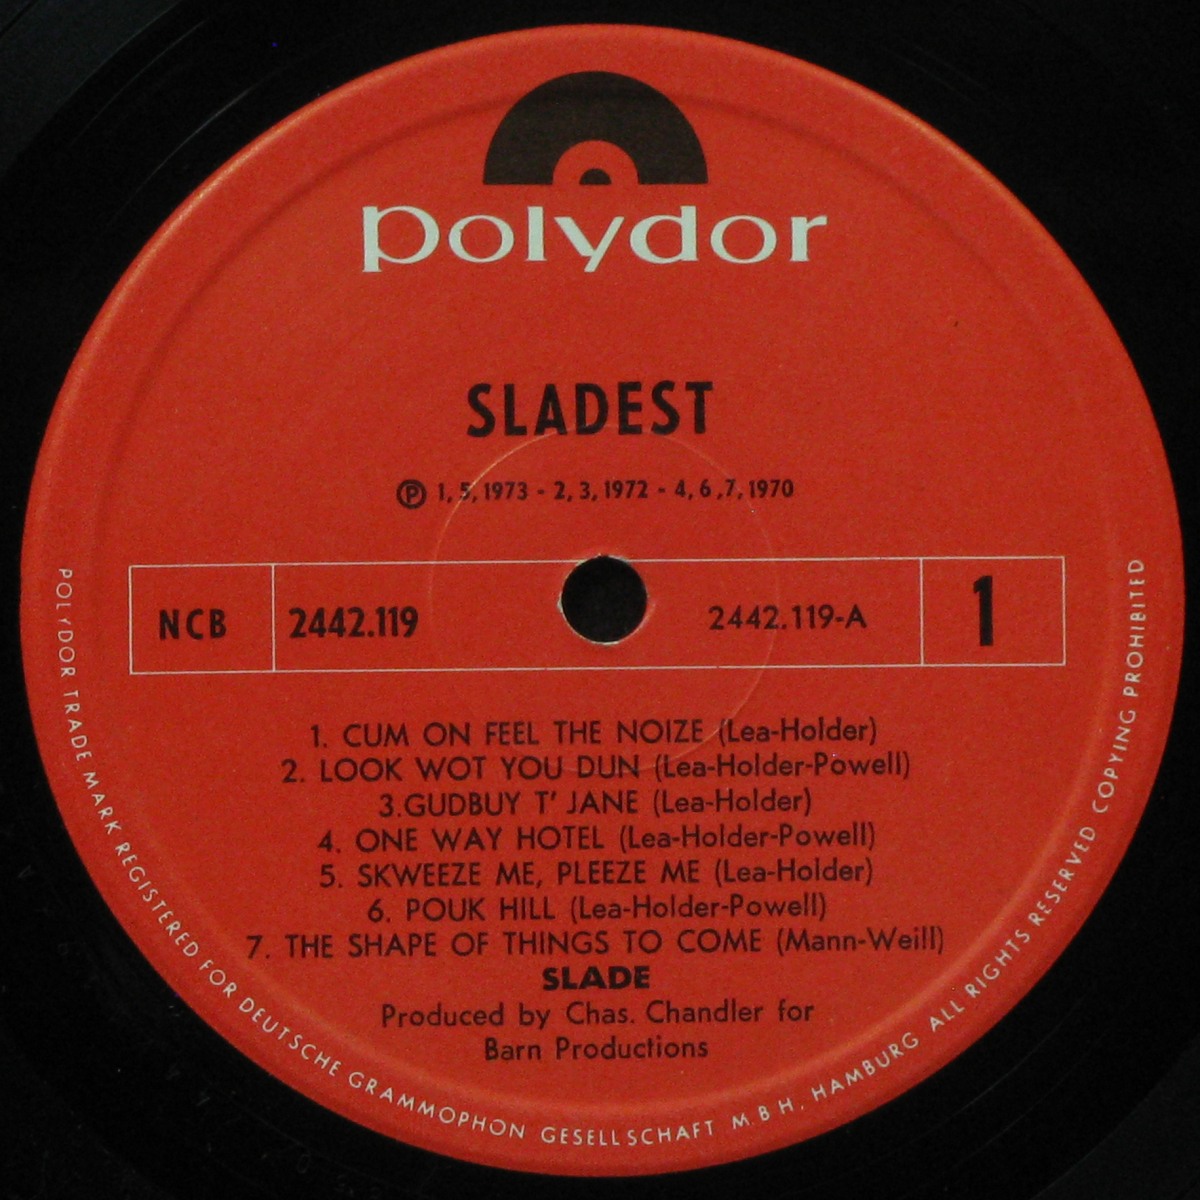 polydor
SLADEST
Ⓟ 1, 5, 1973 - 2, 3, 1972 - 4, 6 ,7, 1970
NCB 2442.119 2442.119-A 1
1. CUM ON FEEL THE NOIZE (Lea-Holder)
2. LOOK WOT YOU DUN (Lea-Holder-Powell)
3.GUDBUY T' JANE (Lea-Holder)
4. ONE WAY HOTEL (Lea-Holder-Powell)
5. SKWEEZE ME, PLEEZE ME (Lea-Holder)
6. POUK HILL (Lea-Holder-Powell)
7. THE SHAPE OF THINGS TO COME (Mann-Weill)
SLADE
Produced by Chas. Chandler for
Barn Productions
POLYDOR TRADE MARK REGISTERED FOR DEUTSCHE GRAMMOPHON GESELLSCHAFT M.B.H. HAMBURG ALL RIGHTS RESERVED COPYING PROHIBITED